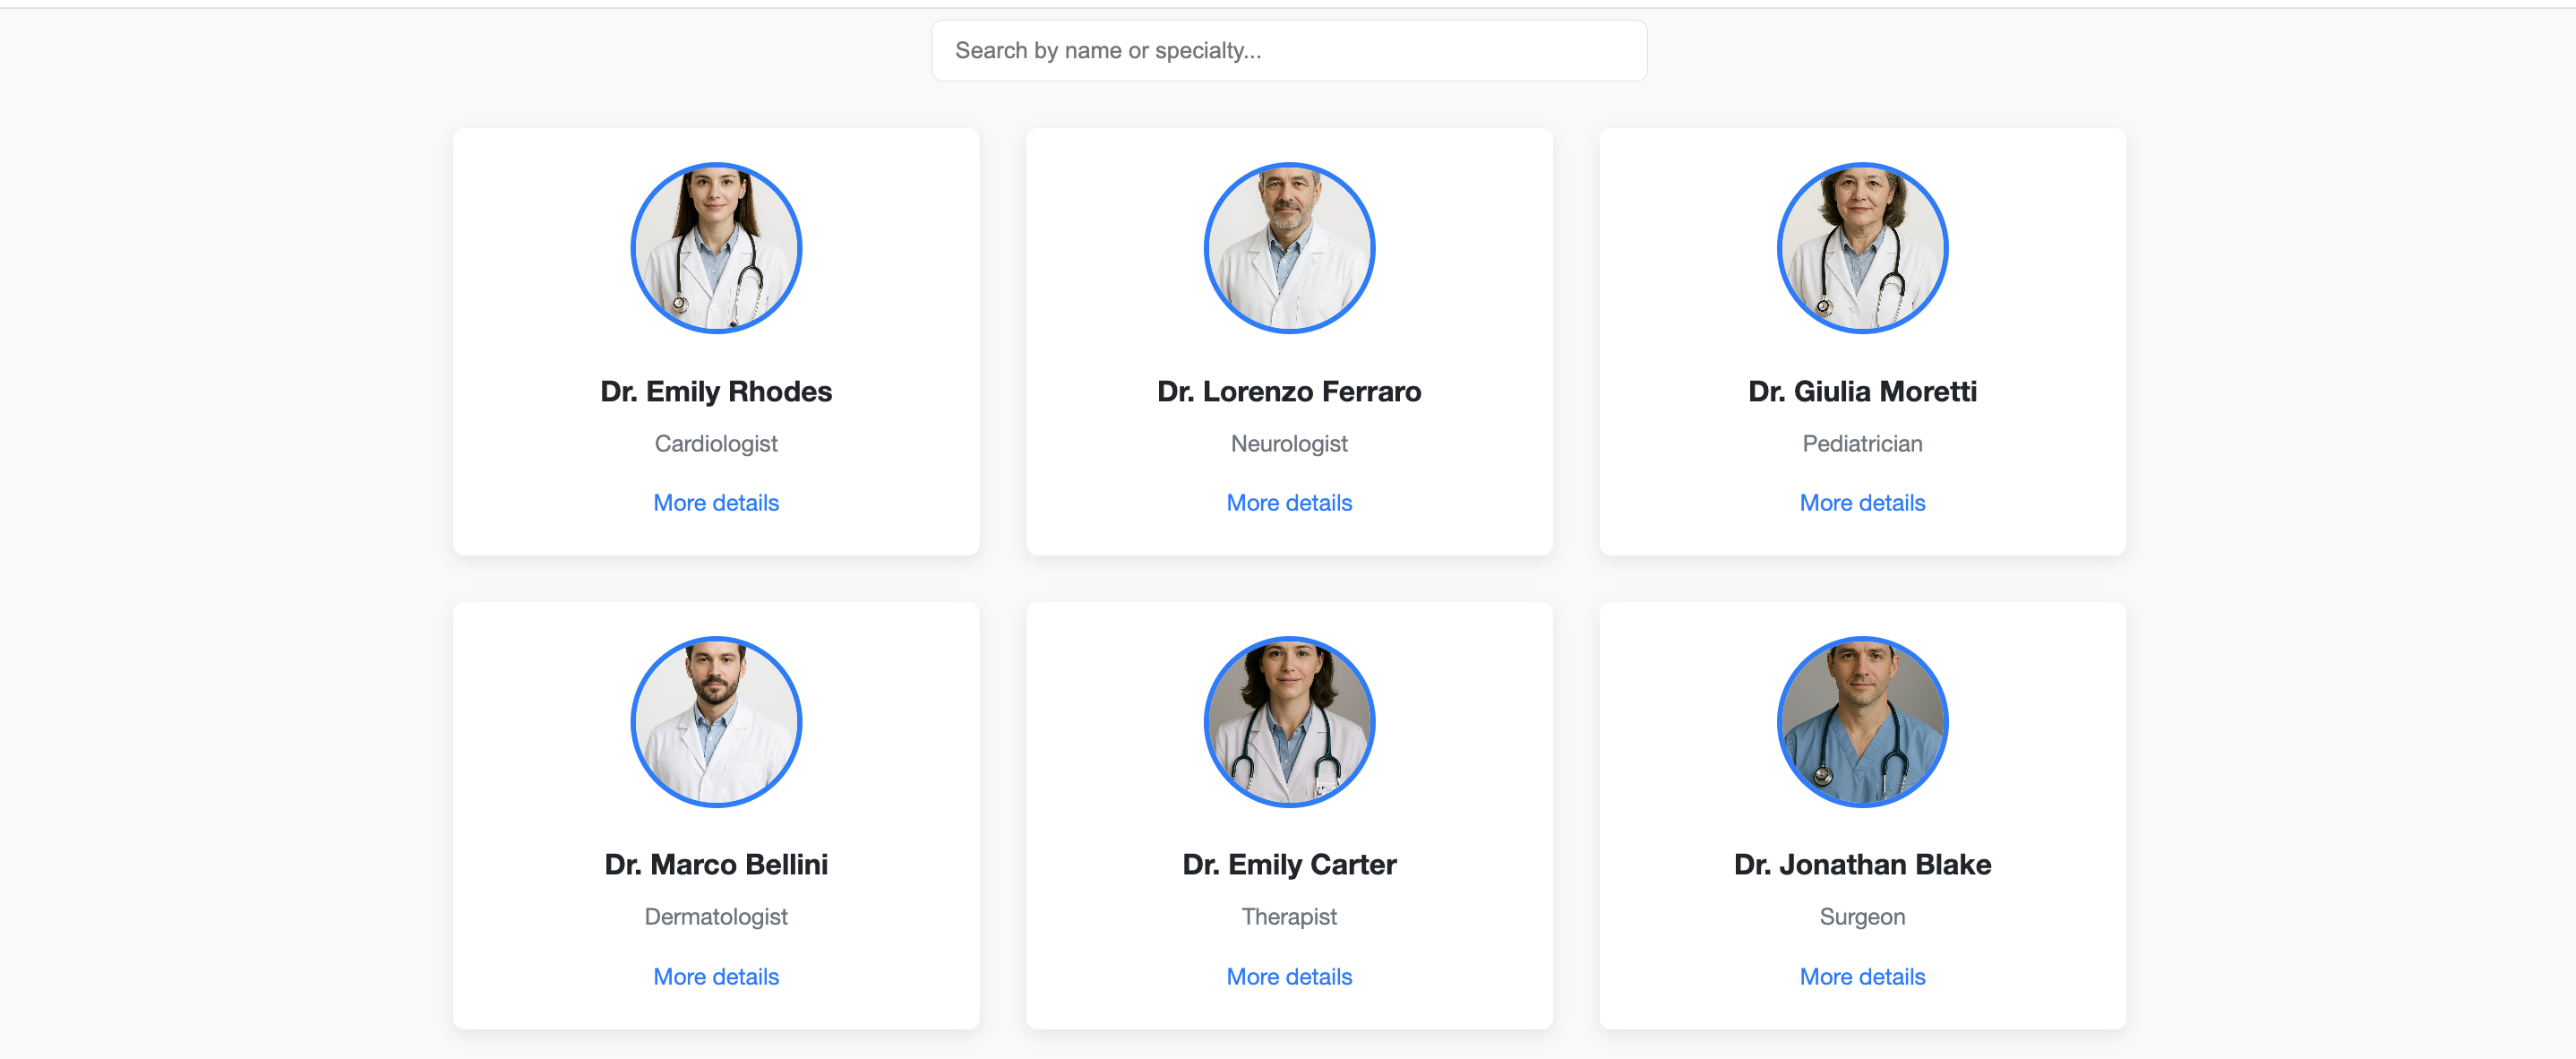 Search by name or specialty...
Dr. Emily Rhodes
Cardiologist
More details
Dr. Lorenzo Ferraro
Neurologist
More details
Dr. Giulia Moretti
Pediatrician
More details
Dr. Marco Bellini
Dermatologist
More details
Dr. Emily Carter
Therapist
More details
Dr. Jonathan Blake
Surgeon
More details